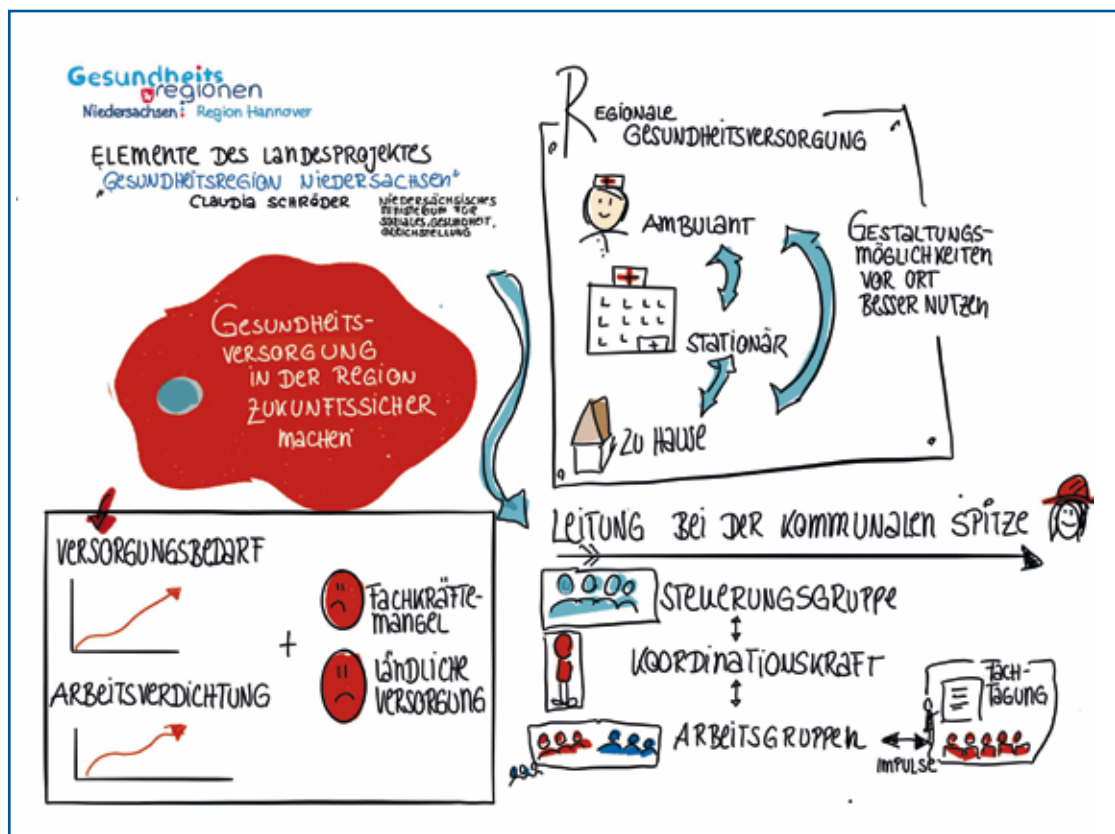 Gesundheits
regionen
Niedersachsen: Region Hannover
ELEMENTE DES LANDESPROJEKTES
„GESUNDHEITSREGION NIEDERSACHSEN“
CLAUDIA SCHRÖDER
NIEDERSÄCHSISCHES
MINISTERIUM FÜR
SOZIALES, GESUNDHEIT,
GLEICHSTELLUNG
GESUNDHEITS-
VERSORGUNG
IN DER REGION
ZUKUNFTSSICHER
MACHEN
VERSORGUNGSBEDARF
ARBEITSVERDICHTUNG
+
FACHKRÄFTE-
MANGEL
LÄNDLICHE
VERSORGUNG
REGIONALE
GESUNDHEITSVERSORGUNG
AMBULANT
STATIONÄR
ZU HAUSE
GESTALTUNGS-
MÖGLICHKEITEN
VOR ORT
BESSER NUTZEN
LEITUNG BEI DER KOMMUNALEN SPITZE
STEUERUNGSGRUPPE
KOORDINATIONSKRAFT
ARBEITSGRUPPEN
IMPULSE
FACH-
TAGUNG